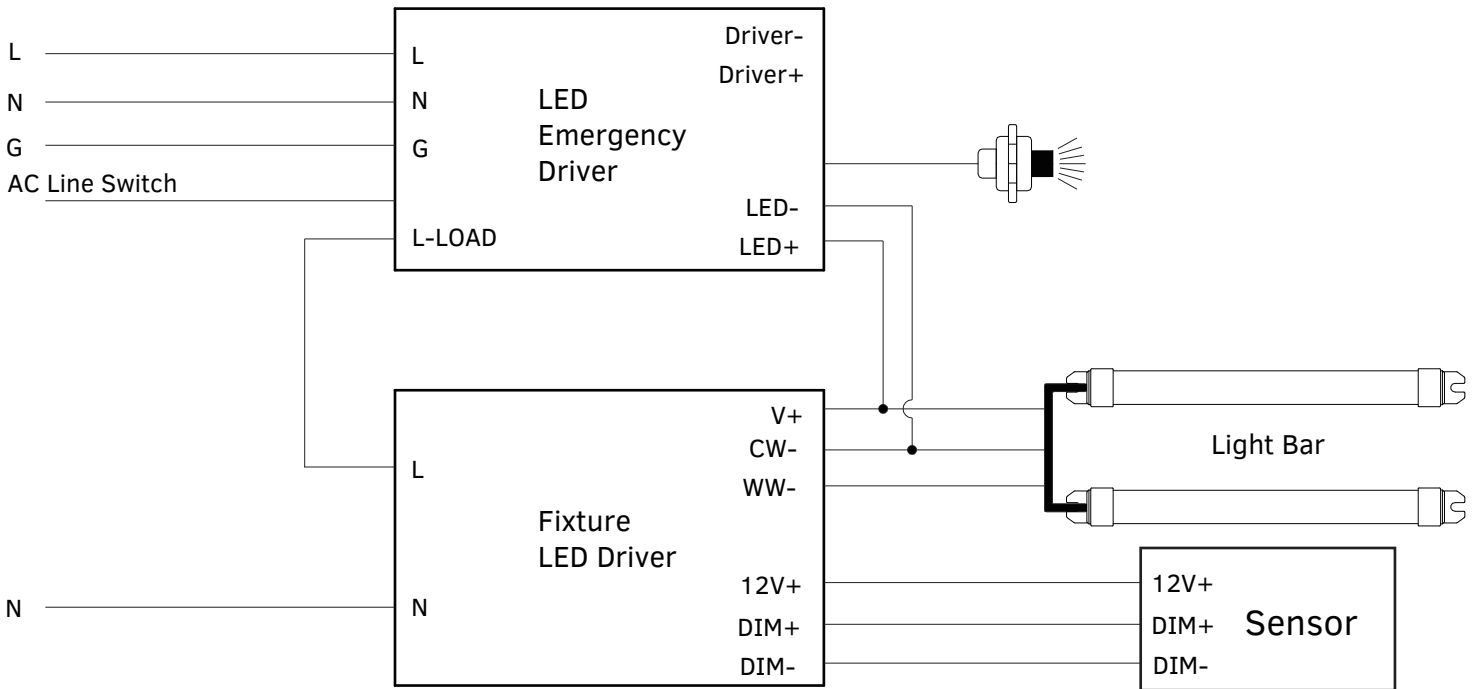 L
N
G
AC Line Switch
L
N
G
L-LOAD
LED
Emergency
Driver
Driver-
Driver+
LED-
LED+
L
N
N
Fixture
LED Driver
V+
CW-
WW-
12V+
DIM+
DIM-
Light Bar
12V+
DIM+
DIM-
Sensor